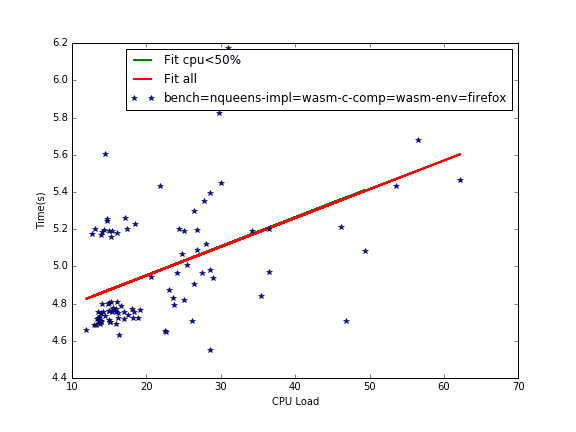 6.2
6.0
5.8
5.6
5.4
5.2
5.0
4.8
4.6
4.4
Time(s)
Fit cpu<50%
Fit all
bench=nqueens-impl=wasm-c-comp=wasm-env=firefox
10 20 30 40 50 60 70
CPU Load